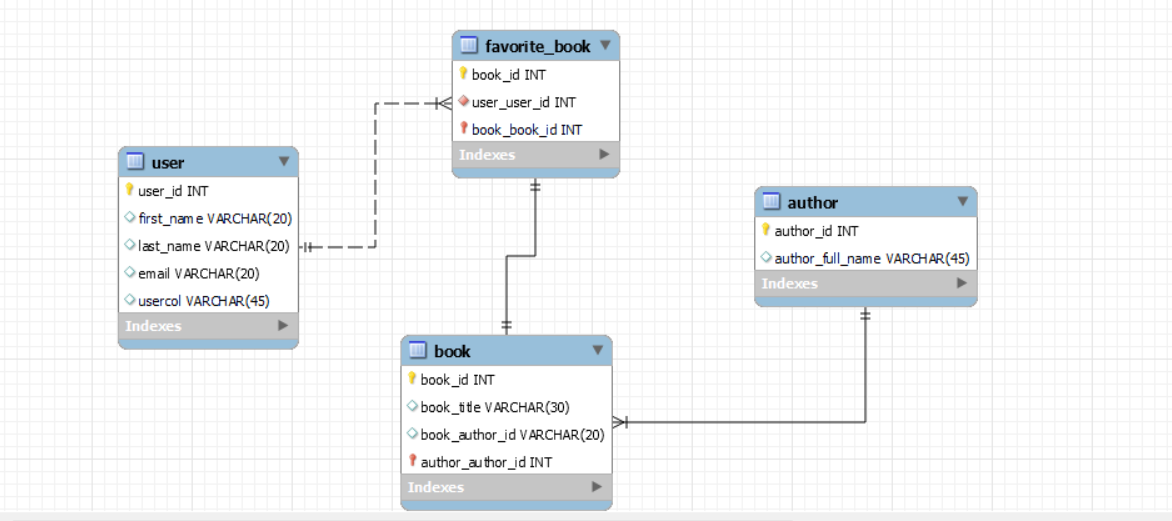 favorite_book
book_id INT
user_user_id INT
book_book_id INT
Indexes
user
user_id INT
first_name VARCHAR(20)
last_name VARCHAR(20)
email VARCHAR(20)
usercol VARCHAR(45)
Indexes
author
author_id INT
author_full_name VARCHAR(45)
Indexes
book
book_id INT
book_title VARCHAR(30)
book_author_id VARCHAR(20)
author_author_id INT
Indexes